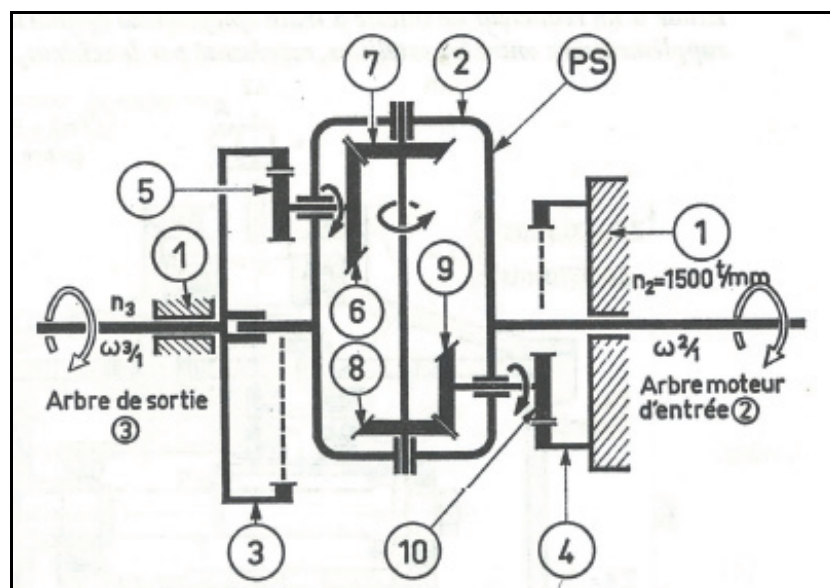 7
2
PS
5
1
9
1
n₂=1500 t/mm
n₃
6
ω3/1
ω2/1
8
Arbre de sortie
③
Arbre moteur
d'entrée ②
3
10
4